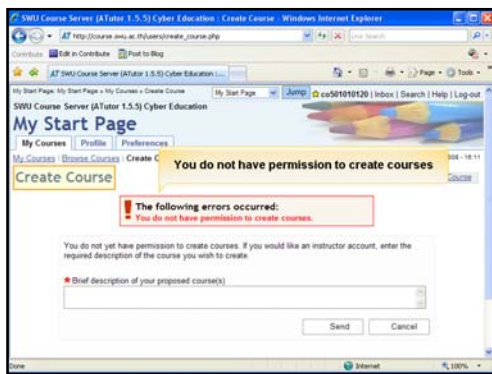 SWU Course Server (ATutor 1.5.5) Cyber Education : Create Course - Windows Internet Explorer
http://course.swu.ac.th/users/create_course.php
Live Search
Contribute Edit in Contribute Post to Blog
SWU Course Server (ATutor 1.5.5) Cyber Education : ...
Page Tools
My Start Page: My Start Page » My Courses » Create Course My Start Page Jump co501010120 | Inbox | Search | Help | Log-out
SWU Course Server (ATutor 1.5.5) Cyber Education
My Start Page
My Courses Profile Preferences
My Courses | Browse Courses | Create C
You do not have permission to create courses
- 16:11
Create Course
Course
The following errors occurred:
You do not have permission to create courses.
You do not yet have permission to create courses. If you would like an instructor account, enter the
required description of the course you wish to create.
* Brief description of your proposed course(s)
Send Cancel
Done Internet 100%